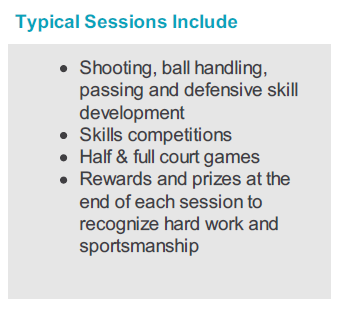 Typical Sessions Include
• Shooting, ball handling,
passing and defensive skill
development
• Skills competitions
• Half & full court games
• Rewards and prizes at the
end of each session to
recognize hard work and
sportsmanship